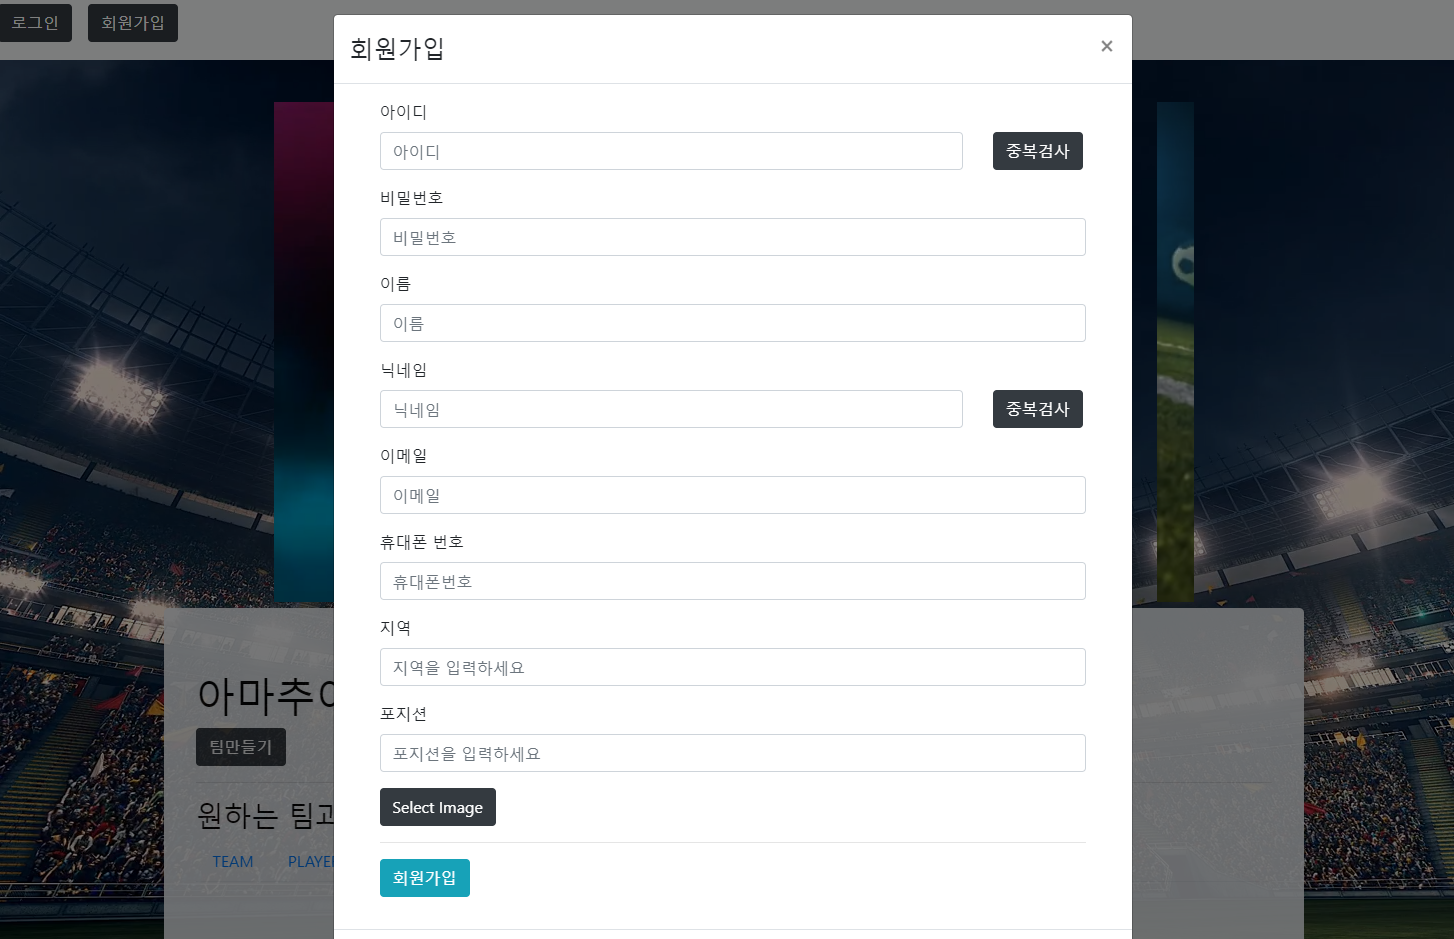 로그인 회원가입
회원가입 ×
아이디
아이디 중복검사
비밀번호
비밀번호
이름
이름
닉네임
닉네임 중복검사
이메일
이메일
휴대폰 번호
휴대폰번호
지역
지역을 입력하세요
포지션
포지션을 입력하세요
Select Image
회원가입
아마추어
팀만들기
원하는 팀과
TEAM PLAYER